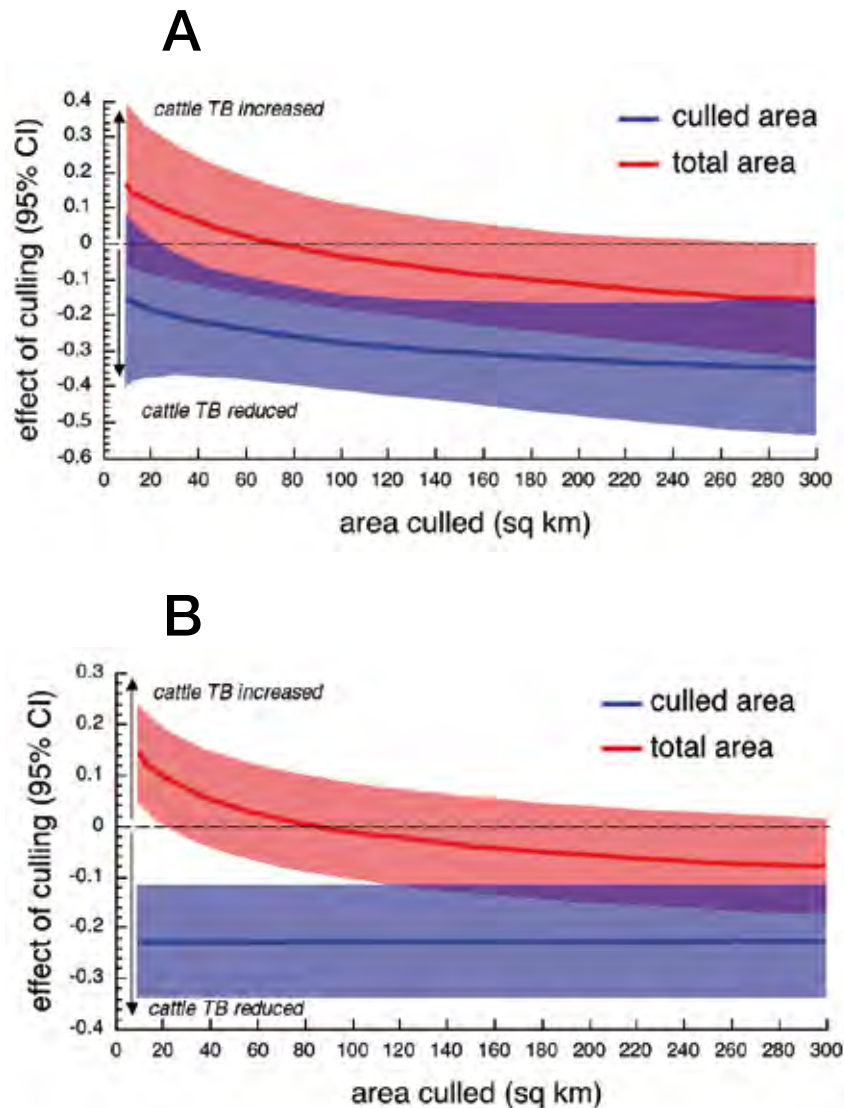 A
0.4
0.3
0.2
0.1
0
-0.1
-0.2
-0.3
-0.4
-0.5
-0.6
effect of culling (95% CI)
cattle TB increased
cattle TB reduced
culled area
total area
0 20 40 60 80 100 120 140 160 180 200 220 240 260 280 300
area culled (sq km)
B
0.3
0.2
0.1
0
-0.1
-0.2
-0.3
-0.4
effect of culling (95% CI)
cattle TB increased
cattle TB reduced
culled area
total area
0 20 40 60 80 100 120 140 160 180 200 220 240 260 280 300
area culled (sq km)